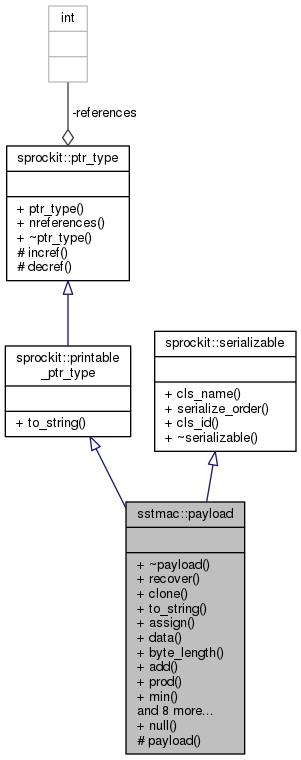 int
-references
sprockit::ptr_type
+ ptr_type()
+ nreferences()
+ ~ptr_type()
# incref()
# decref()
sprockit::printable
_ptr_type
+ to_string()
sprockit::serializable
+ cls_name()
+ serialize_order()
+ cls_id()
+ ~serializable()
sstmac::payload
+ ~payload()
+ recover()
+ clone()
+ to_string()
+ assign()
+ data()
+ byte_length()
+ add()
+ prod()
+ min()
and 8 more...
+ null()
# payload()